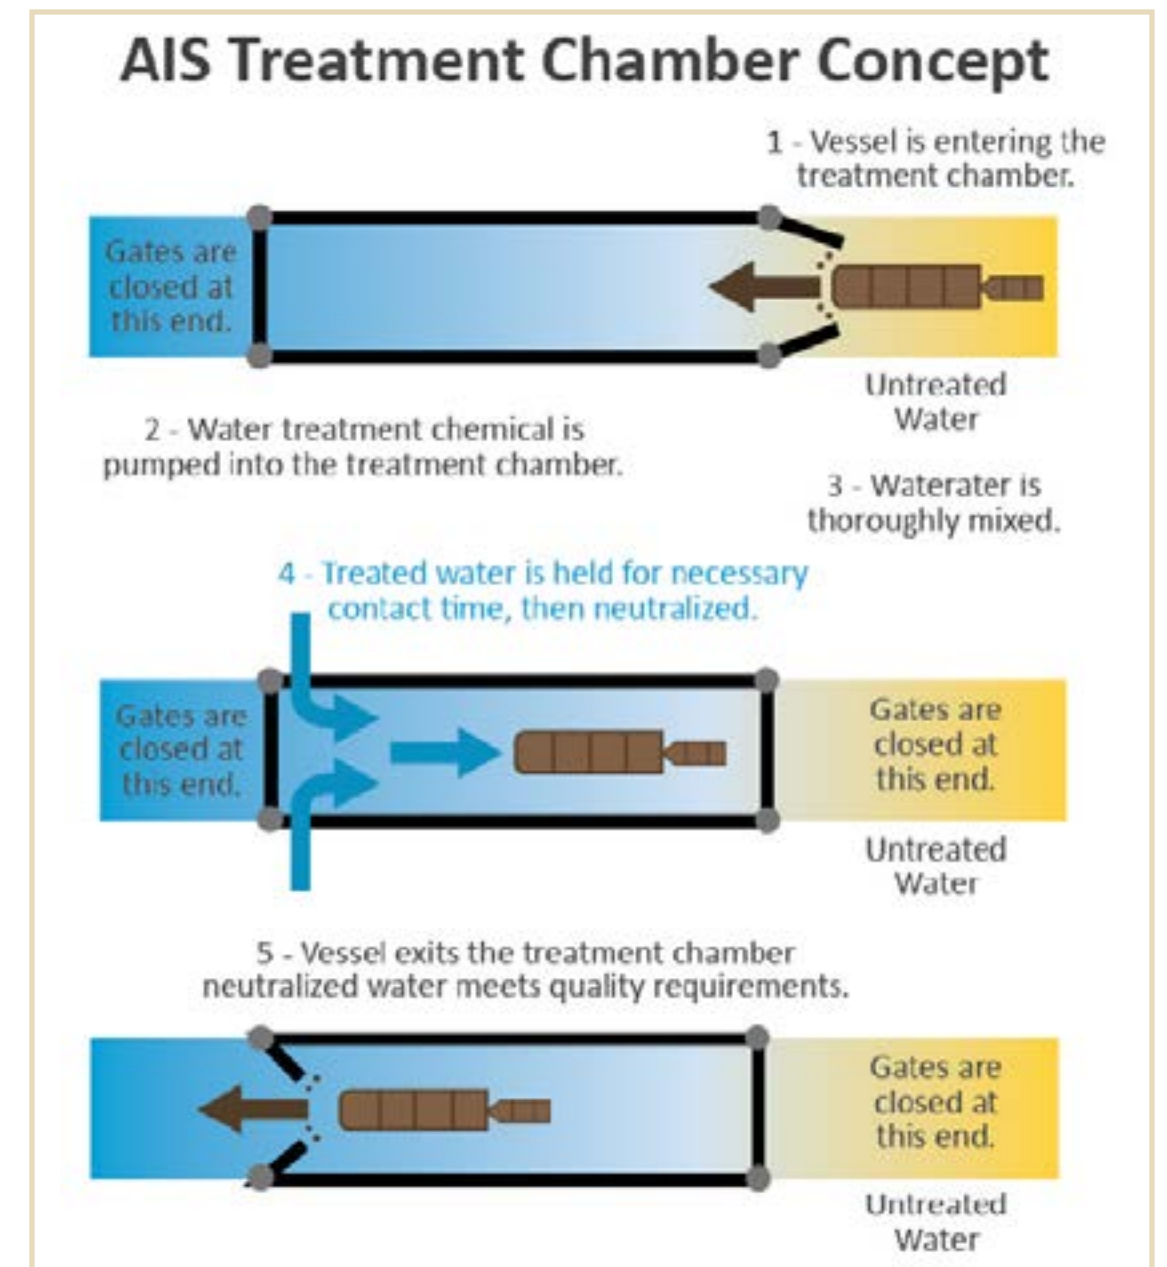 AIS Treatment Chamber Concept
1 - Vessel is entering the
treatment chamber.
Gates are
closed at
this end.
Untreated
Water
2 - Water treatment chemical is
pumped into the treatment chamber.
3 - Waterater is
thoroughly mixed.
4 - Treated water is held for necessary
contact time, then neutralized.
Gates are
closed at
this end.
Gates are
closed at
this end.
Untreated
Water
5 - Vessel exits the treatment chamber
neutralized water meets quality requirements.
Gates are
closed at
this end.
Untreated
Water